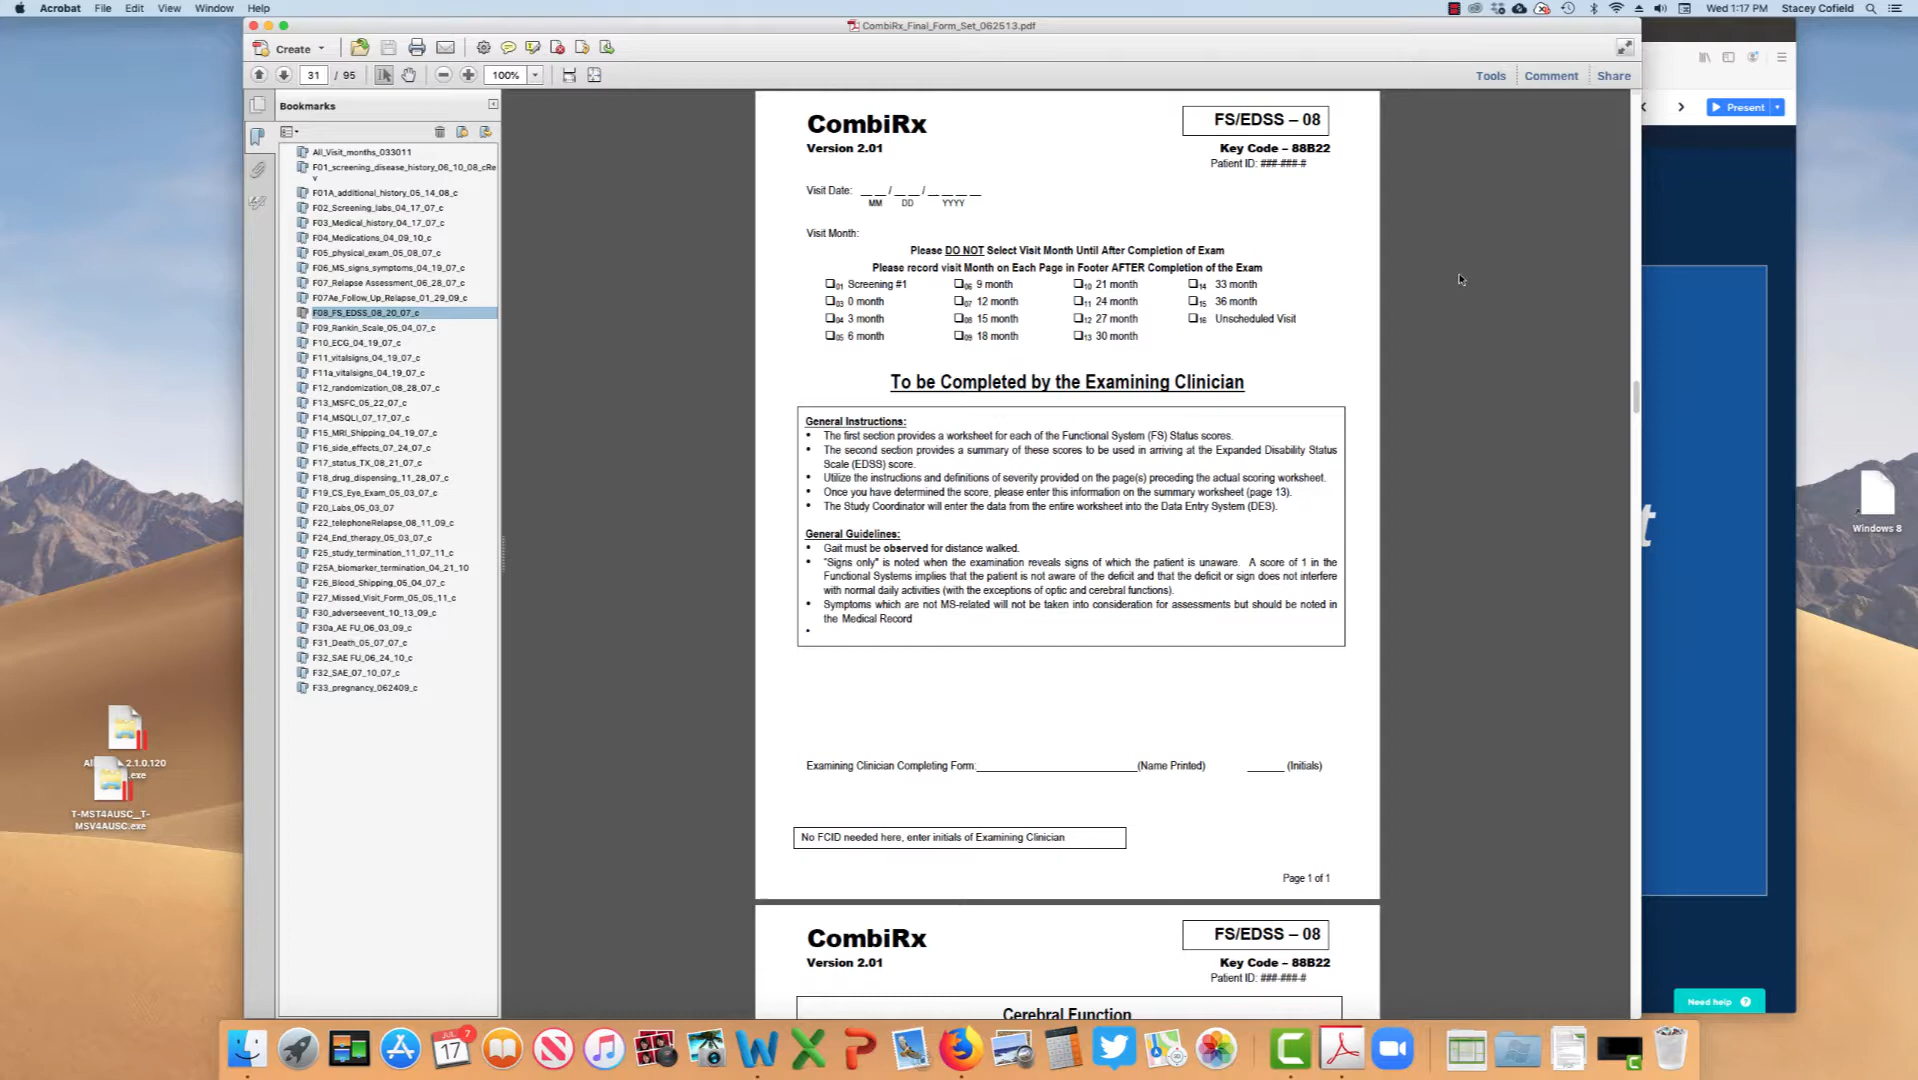 Acrobat File Edit View Window Help
Wed 1:17 PM Stacey Cofield
CombiRx_Final_Form_Set_062513.pdf
Create
31 / 95
100%
Tools Comment Share
Present
Bookmarks
All_Visit_months_033011
F01_screening_disease_history_06_10_08_cRe
v
F01A_additional_history_05_14_08_c
F02_Screening_labs_04_17_07_c
F03_Medical_history_04_17_07_c
F04_Medications_04_09_10_c
F05_physical_exam_05_08_07_c
F06_MS_signs_symptoms_04_19_07_c
F07_Relapse Assessment_06_28_07_c
F07Ae_Follow_Up_Relapse_01_29_09_c
F08_FS_EDSS_08_20_07_c
F09_Rankin_Scale_05_04_07_c
F10_ECG_04_19_07_c
F11_vitalsigns_04_19_07_c
F11a_vitalsigns_04_19_07_c
F12_randomization_08_28_07_c
F13_MSFC_05_22_07_c
F14_MSQLI_07_17_07_c
F15_MRI_Shipping_04_19_07_c
F16_side_effects_07_24_07_c
F17_status_TX_08_21_07_c
F18_drug_dispensing_11_28_07_c
F19_CS_Eye_Exam_05_03_07_c
F20_Labs_05_03_07
F22_telephoneRelapse_08_11_09_c
F24_End_therapy_05_03_07_c
F25_study_termination_11_07_11_c
F25A_biomarker_termination_04_21_10
F26_Blood_Shipping_05_04_07_c
F27_Missed_Visit_Form_05_05_11_c
F30_adverseevent_10_13_09_c
F30a_AE FU_06_03_09_c
F31_Death_05_07_07_c
F32_SAE FU_06_24_10_c
F32_SAE_07_10_07_c
F33_pregnancy_062409_c
CombiRx
FS/EDSS – 08
Version 2.01
Key Code – 88B22
Patient ID: ###-###-#
Visit Date: __ __ / __ __ / __ __ __ __
MM DD YYYY
Visit Month:
Please DO NOT Select Visit Month Until After Completion of Exam
Please record visit Month on Each Page in Footer AFTER Completion of the Exam
❑01 Screening #1 ❑06 9 month ❑10 21 month ❑14 33 month
❑03 0 month ❑07 12 month ❑11 24 month ❑15 36 month
❑04 3 month ❑08 15 month ❑12 27 month ❑16 Unscheduled Visit
❑05 6 month ❑09 18 month ❑13 30 month
To be Completed by the Examining Clinician
General Instructions:
• The first section provides a worksheet for each of the Functional System (FS) Status scores.
• The second section provides a summary of these scores to be used in arriving at the Expanded Disability Status
Scale (EDSS) score.
• Utilize the instructions and definitions of severity provided on the page(s) preceding the actual scoring worksheet.
• Once you have determined the score, please enter this information on the summary worksheet (page 13).
• The Study Coordinator will enter the data from the entire worksheet into the Data Entry System (DES).
General Guidelines:
• Gait must be observed for distance walked.
• "Signs only" is noted when the examination reveals signs of which the patient is unaware. A score of 1 in the
Functional Systems implies that the patient is not aware of the deficit and that the deficit or sign does not interfere
with normal daily activities (with the exceptions of optic and cerebral functions).
• Symptoms which are not MS-related will not be taken into consideration for assessments but should be noted in
the Medical Record
•
Examining Clinician Completing Form:____________________(Name Printed) ______ (Initials)
No FCID needed here, enter initials of Examining Clinician
Page 1 of 1
CombiRx
FS/EDSS – 08
Version 2.01
Key Code – 88B22
Patient ID: ###-###-#
Cerebral Function
t
Windows 8
2.1.0.120
.exe
T-MST4AUSC__T-
MSV4AUSC.exe
Need help ?
JUL
17
7